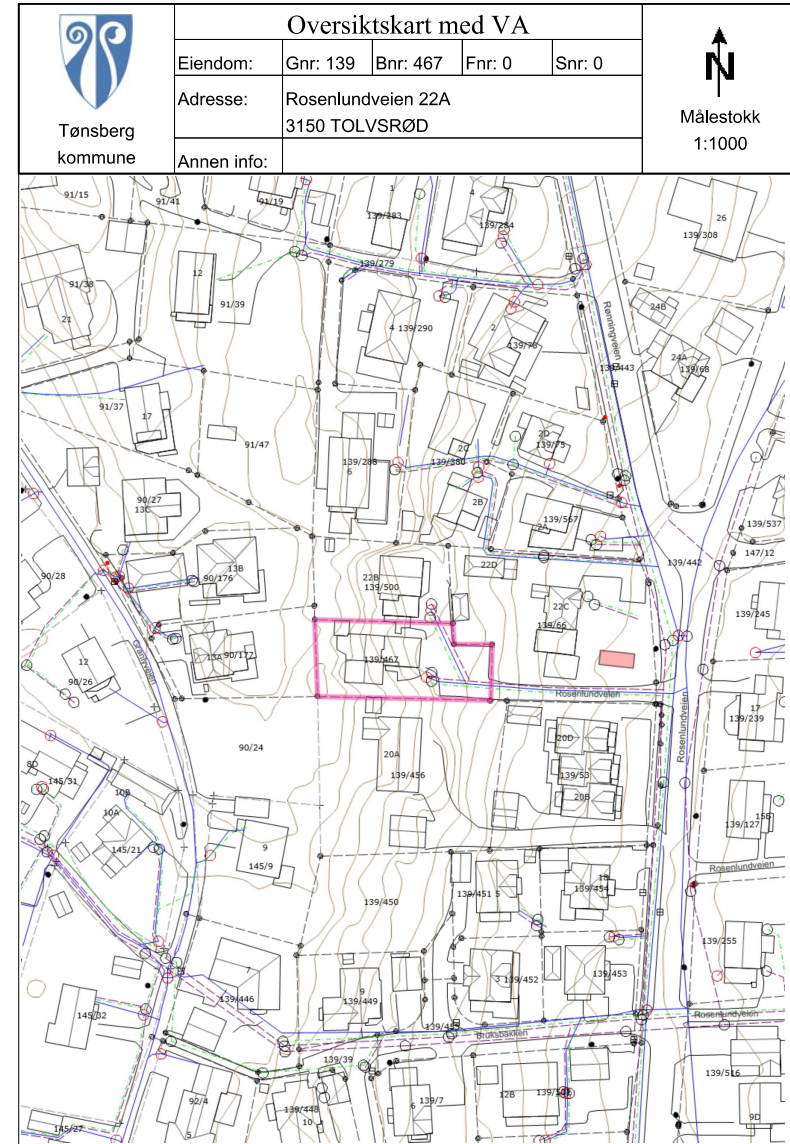 Oversiktskart med VA
Tønsberg
kommune
Eiendom: Gnr: 139 Bnr: 467 Fnr: 0 Snr: 0
Adresse: Rosenlundveien 22A
3150 TOLVSRØD
Annen info:
N
Målestokk
1:1000
91/15
91/41
91/19
1
139/283
4
139/284
26
139/308
139/279
91/38
12
91/39
21
4 139/290
2
139/78
Rønningveien
24B
24A
139/68
91/37
17
91/47
139/288
6
139/380
2C
2D
139/75
2B
90/27
13C
2A
139/567
139/537
147/12
139/442
90/28
90/176
13B
22B
139/500
22D
22C
139/66
139/245
Grantveien
13A
90/177
139/467
12
90/26
Rosenlundveien
Rosenlundveien
17
139/239
90/24
20A
139/456
20D
139/53
20B
8D
145/31
10B
10A
145/21
9
145/9
15B
139/127
Rosenlundveien
139/450
139/451 5
18
139/454
7
139/446
9
139/449
3 139/452
139/453
139/255
145/32
Bruksbakken
Rosenlundveien
139/39
92/4
5
139/448
10
6
139/7
12B
139/516
9D
145/27